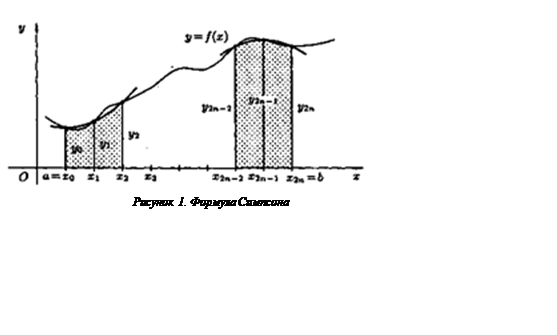 y
y=f(x)
y₀ y₁ y₂ y₂ₙ₋₂ y₂ₙ₋₁ y₂ₙ
O a=x₀ x₁ x₂ x₃ x₂ₙ₋₂ x₂ₙ₋₁ x₂ₙ=b x
Рисунок 1. Формула Симпсона